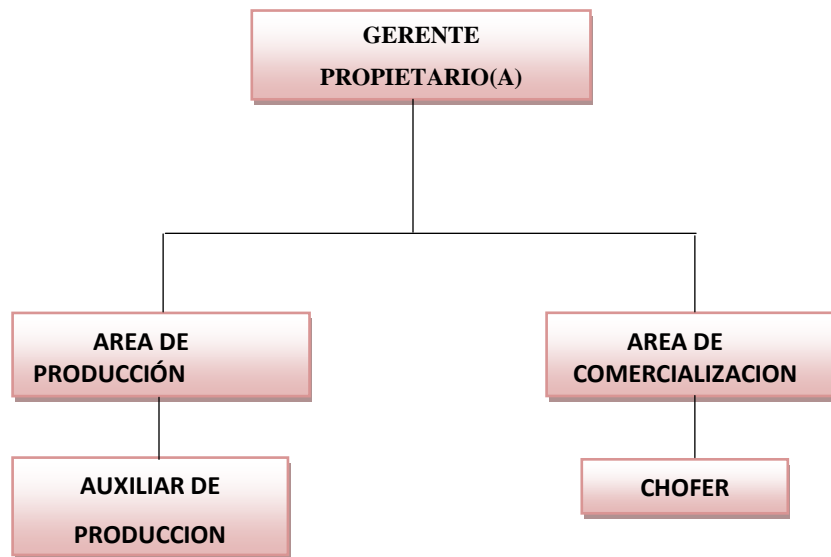 GERENTE
PROPIETARIO(A)
AREA DE
PRODUCCIÓN
AREA DE
COMERCIALIZACION
AUXILIAR DE
PRODUCCION
CHOFER